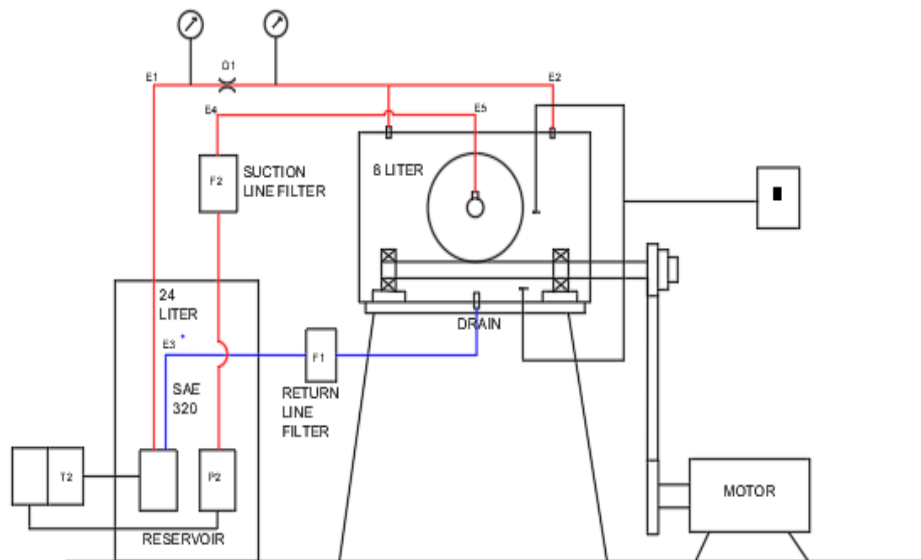 O1
E1
E2
E4
E5
8 LITER
F2
SUCTION
LINE FILTER
24
LITER
DRAIN
E3 *
F1
SAE
320
RETURN
LINE
FILTER
T2
P2
MOTOR
RESERVOIR